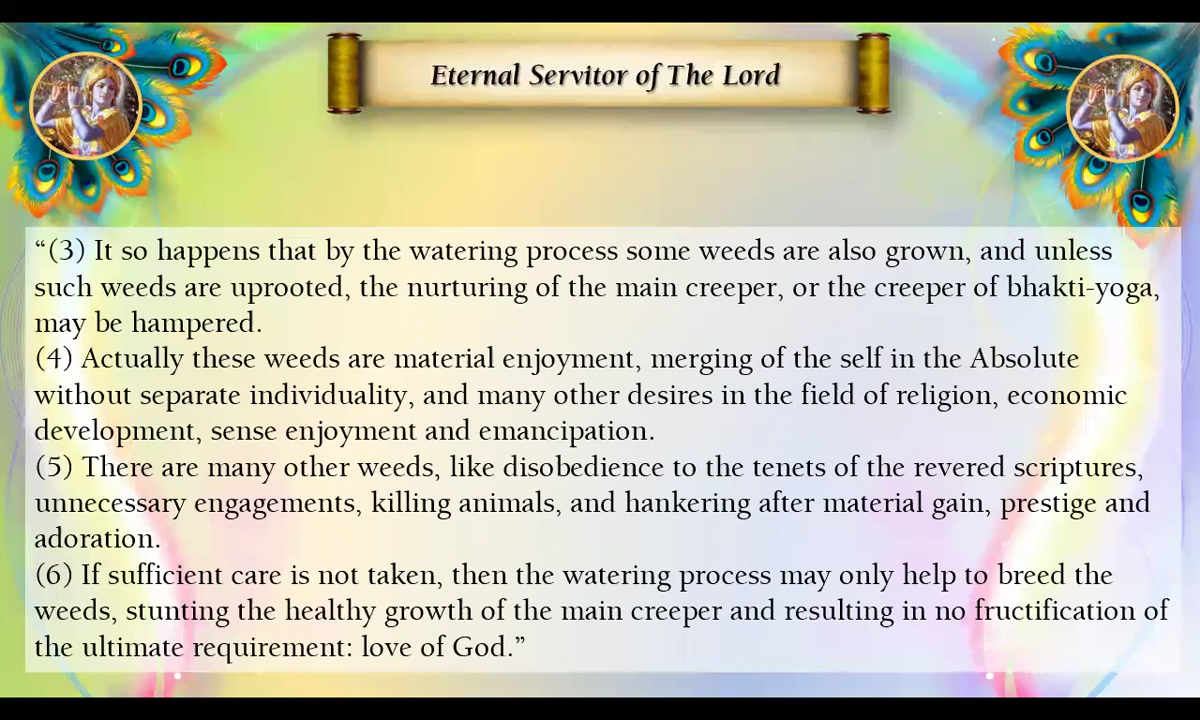 Eternal Servitor of The Lord
“(3) It so happens that by the watering process some weeds are also grown, and unless
such weeds are uprooted, the nurturing of the main creeper, or the creeper of bhakti-yoga,
may be hampered.
(4) Actually these weeds are material enjoyment, merging of the self in the Absolute
without separate individuality, and many other desires in the field of religion, economic
development, sense enjoyment and emancipation.
(5) There are many other weeds, like disobedience to the tenets of the revered scriptures,
unnecessary engagements, killing animals, and hankering after material gain, prestige and
adoration.
(6) If sufficient care is not taken, then the watering process may only help to breed the
weeds, stunting the healthy growth of the main creeper and resulting in no fructification of
the ultimate requirement: love of God.”